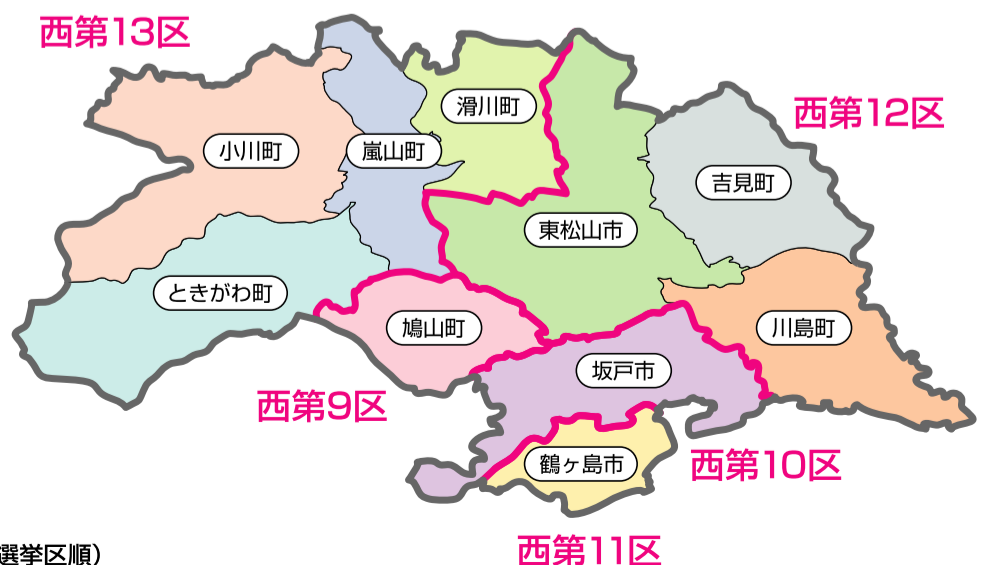 西第13区
滑川町
西第12区
小川町
嵐山町
吉見町
東松山市
ときがわ町
鳩山町
川島町
坂戸市
西第9区
鶴ヶ島市
西第10区
西第11区
選挙区順）